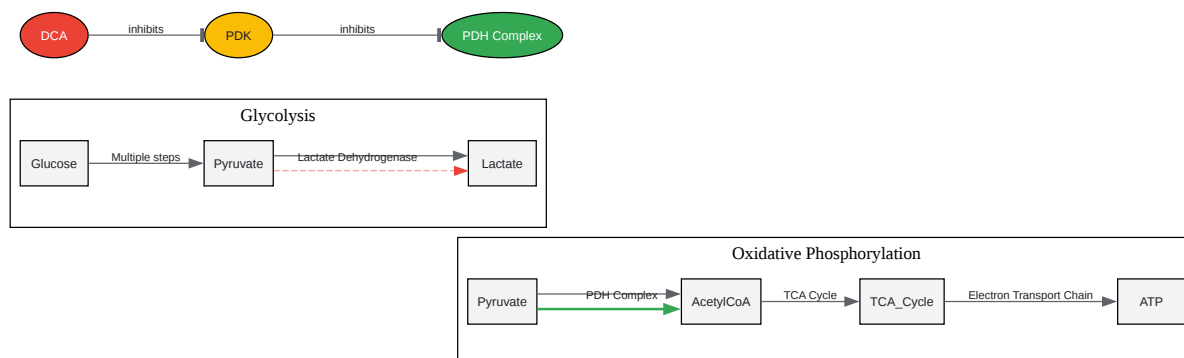 DCA inhibits PDK inhibits PDH Complex
Glycolysis
Glucose Multiple steps Pyruvate Lactate Dehydrogenase Lactate
Oxidative Phosphorylation
Pyruvate PDH Complex AcetylCoA TCA Cycle TCA_Cycle Electron Transport Chain ATP